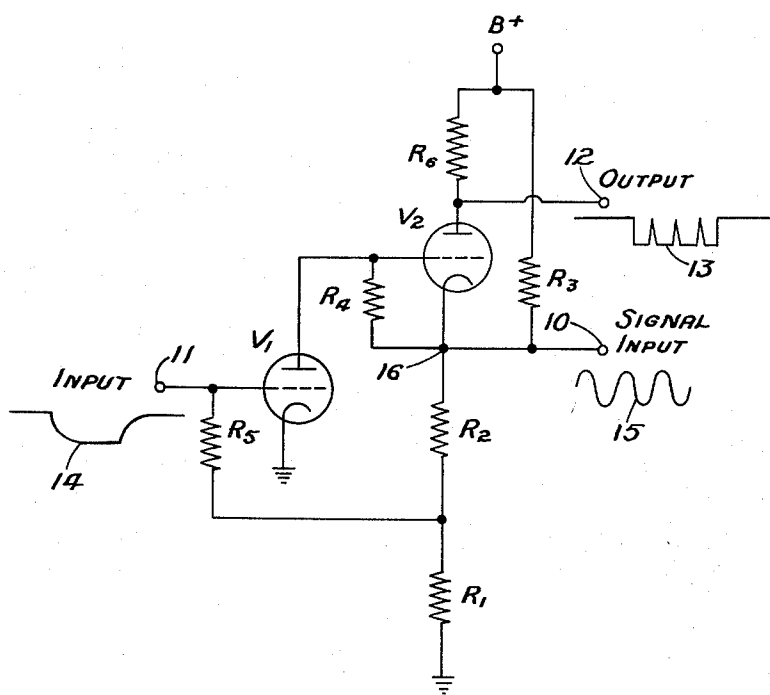 B+
R6
12
OUTPUT
V2
13
R4
R3
10
SIGNAL
INPUT
11
V1
16
INPUT
R5
R2
15
14
R1